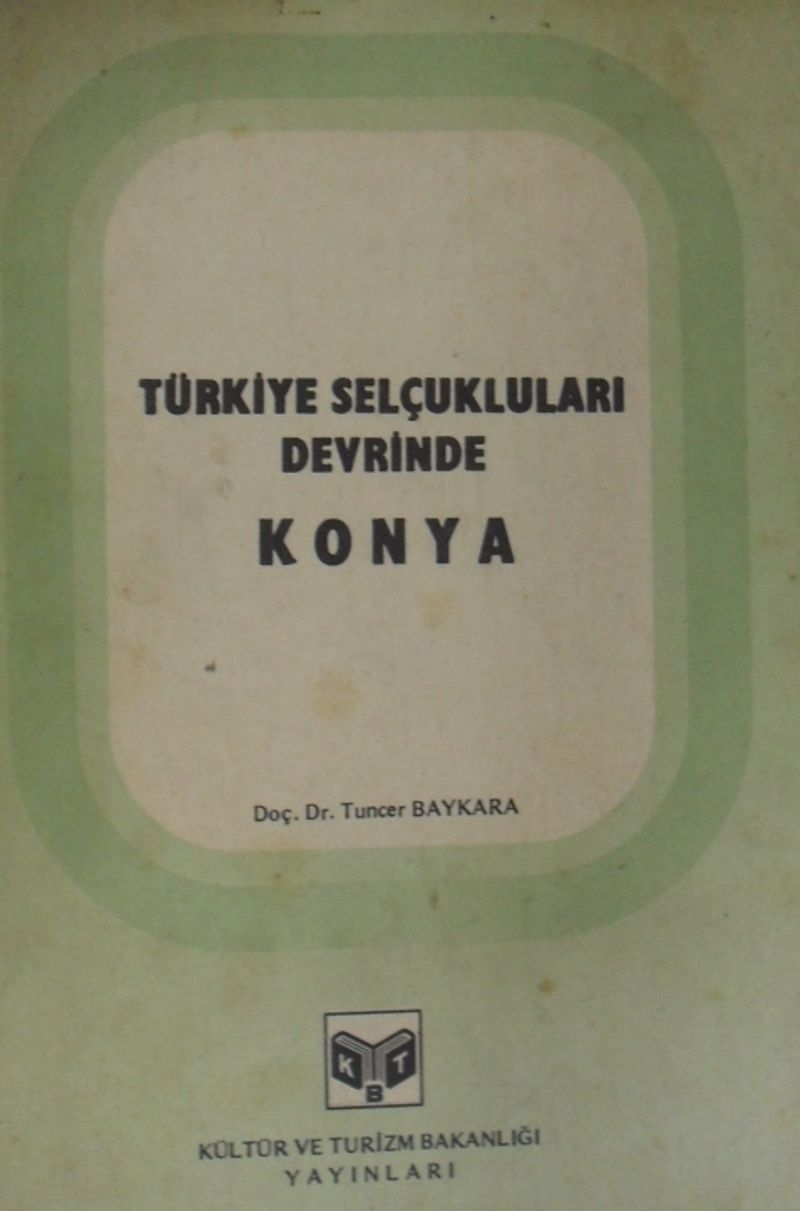 TÜRKİYE SELÇUKLULARI
DEVRİNDE
KONYA
Doç. Dr. Tuncer BAYKARA
K B T
KÜLTÜR VE TURİZM BAKANLIĞI
YAYINLARI